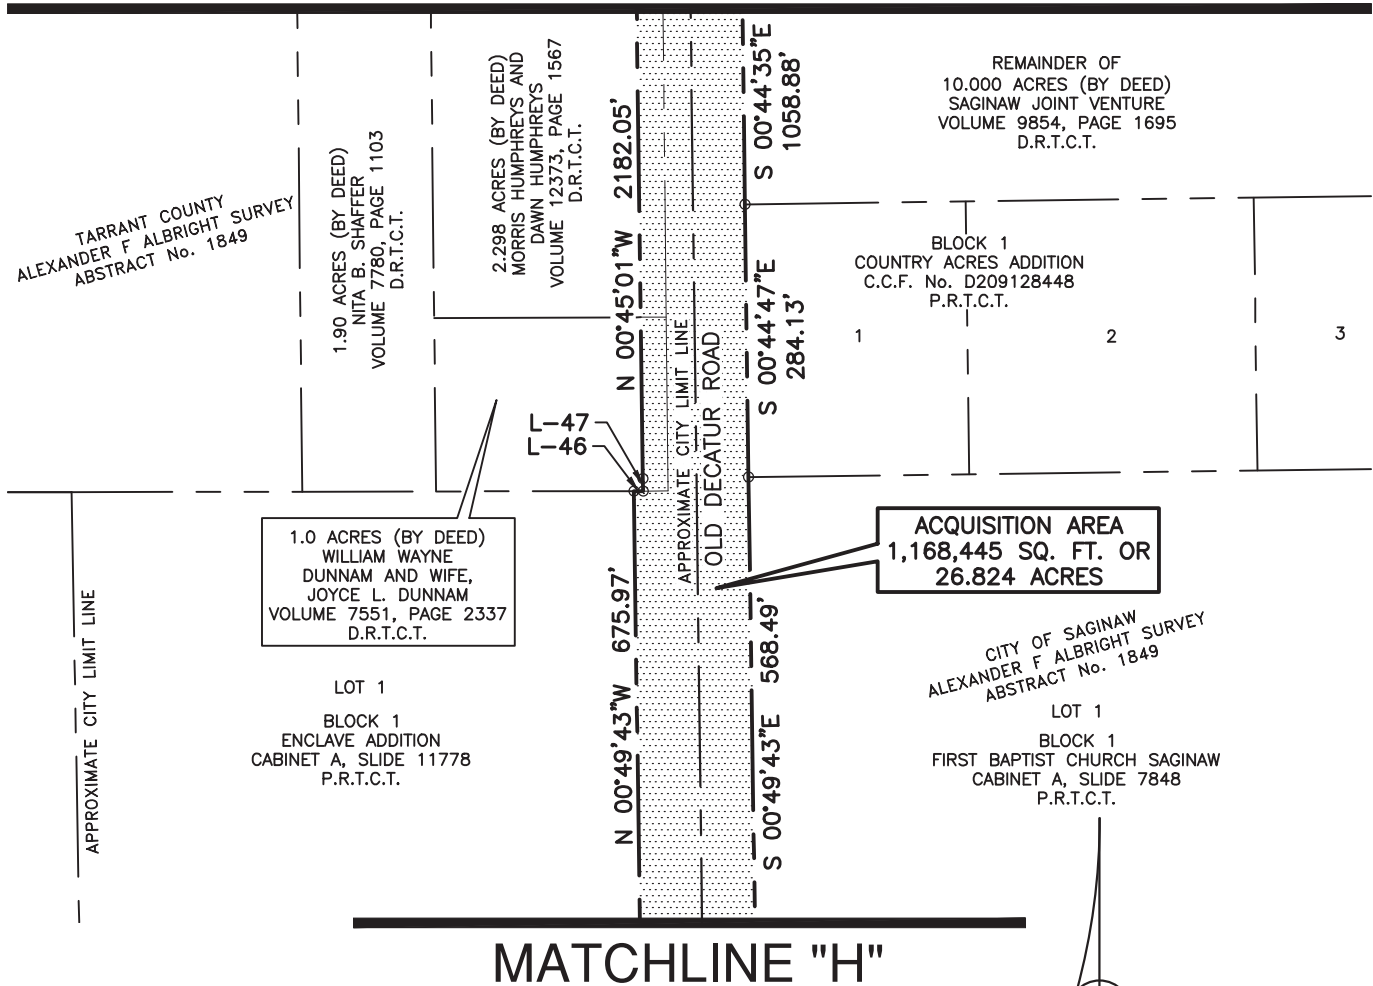 TARRANT COUNTY
ALEXANDER F ALBRIGHT SURVEY
ABSTRACT No. 1849
1.90 ACRES (BY DEED)
NITA B. SHAFFER
VOLUME 7780, PAGE 1103
D.R.T.C.T.
2.298 ACRES (BY DEED)
MORRIS HUMPHREYS AND
DAWN HUMPHREYS
VOLUME 12373, PAGE 1567
D.R.T.C.T.
N 00°45'01"W 2182.05'
S 00°44'35"E
1058.88'
REMAINDER OF
10.000 ACRES (BY DEED)
SAGINAW JOINT VENTURE
VOLUME 9854, PAGE 1695
D.R.T.C.T.
BLOCK 1
COUNTRY ACRES ADDITION
C.C.F. No. D209128448
P.R.T.C.T.
1
2
3
S 00°44'47"E
284.13'
APPROXIMATE CITY LIMIT LINE
OLD DECATUR ROAD
L-47
L-46
1.0 ACRES (BY DEED)
WILLIAM WAYNE
DUNNAM AND WIFE,
JOYCE L. DUNNAM
VOLUME 7551, PAGE 2337
D.R.T.C.T.
ACQUISITION AREA
1,168,445 SQ. FT. OR
26.824 ACRES
APPROXIMATE CITY LIMIT LINE
LOT 1
BLOCK 1
ENCLAVE ADDITION
CABINET A, SLIDE 11778
P.R.T.C.T.
N 00°49'43"W 675.97'
S 00°49'43"E 568.49'
CITY OF SAGINAW
ALEXANDER F ALBRIGHT SURVEY
ABSTRACT No. 1849
LOT 1
BLOCK 1
FIRST BAPTIST CHURCH SAGINAW
CABINET A, SLIDE 7848
P.R.T.C.T.
MATCHLINE "H"